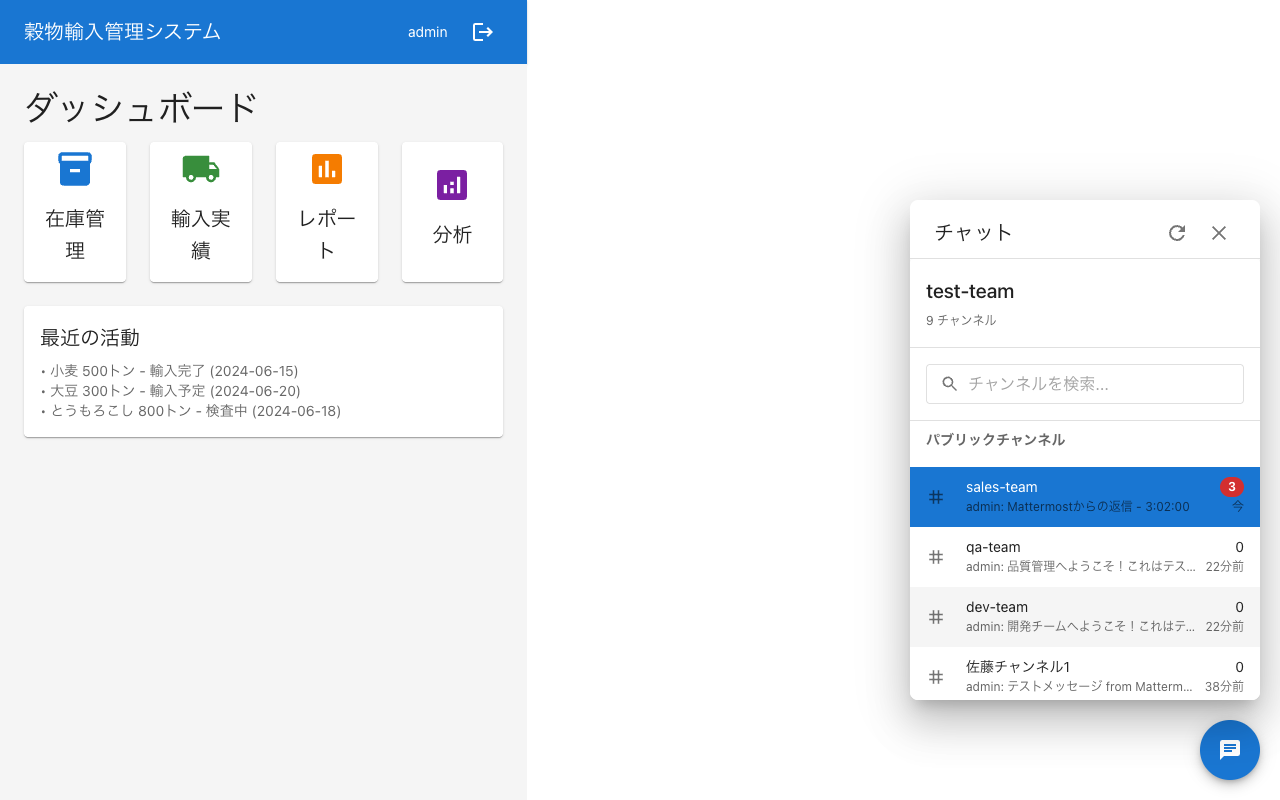 穀物輸入管理システム
admin
ダッシュボード
在庫管
理
輸入実
績
レポー
ト
分析
最近の活動
• 小麦 500トン - 輸入完了 (2024-06-15)
• 大豆 300トン - 輸入予定 (2024-06-20)
• とうもろこし 800トン - 検査中 (2024-06-18)
チャット
test-team
9 チャンネル
チャンネルを検索...
パブリックチャンネル
sales-team 3
admin: Mattermostからの返信 - 3:02:00 今
qa-team 0
admin: 品質管理へようこそ！これはテス... 22分前
dev-team 0
admin: 開発チームへようこそ！これはテ... 22分前
佐藤チャンネル1 0
admin: テストメッセージ from Matterm... 38分前